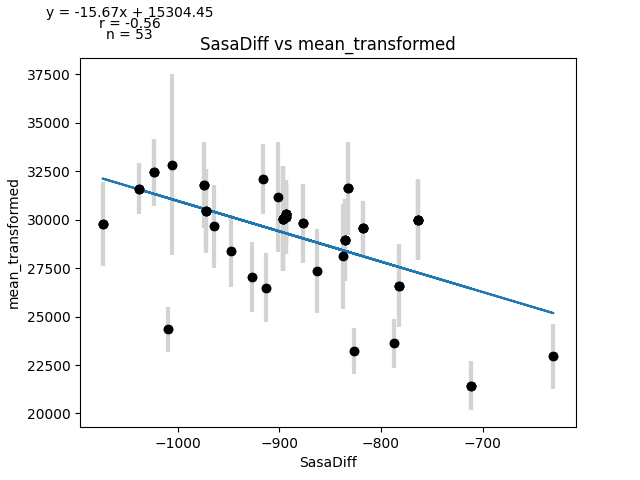 y = -15.67x + 15304.45
r = -0.56
n = 53
SasaDiff vs mean_transformed
37500
35000
32500
30000
27500
25000
22500
20000
mean_transformed
−1000
−900
−800
−700
SasaDiff